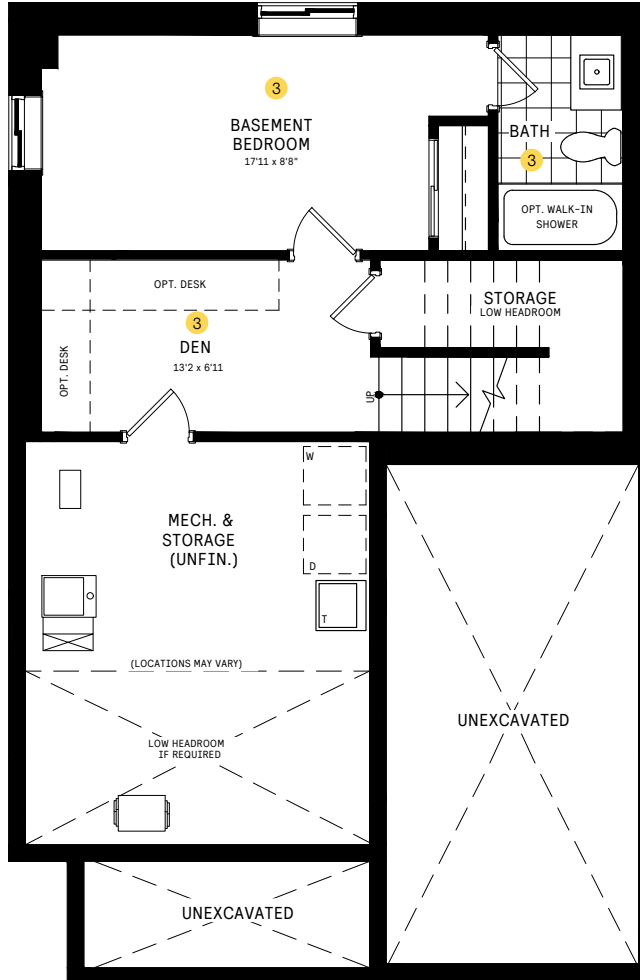 3
BASEMENT
BEDROOM
17'11 x 8'8"
BATH
3
OPT. WALK-IN
SHOWER
OPT. DESK
3
DEN
13'2 x 6'11
OPT. DESK
STORAGE
LOW HEADROOM
UP
W
MECH. &
STORAGE
(UNFIN.)
D
T
(LOCATIONS MAY VARY)
LOW HEADROOM
IF REQUIRED
UNEXCAVATED
UNEXCAVATED